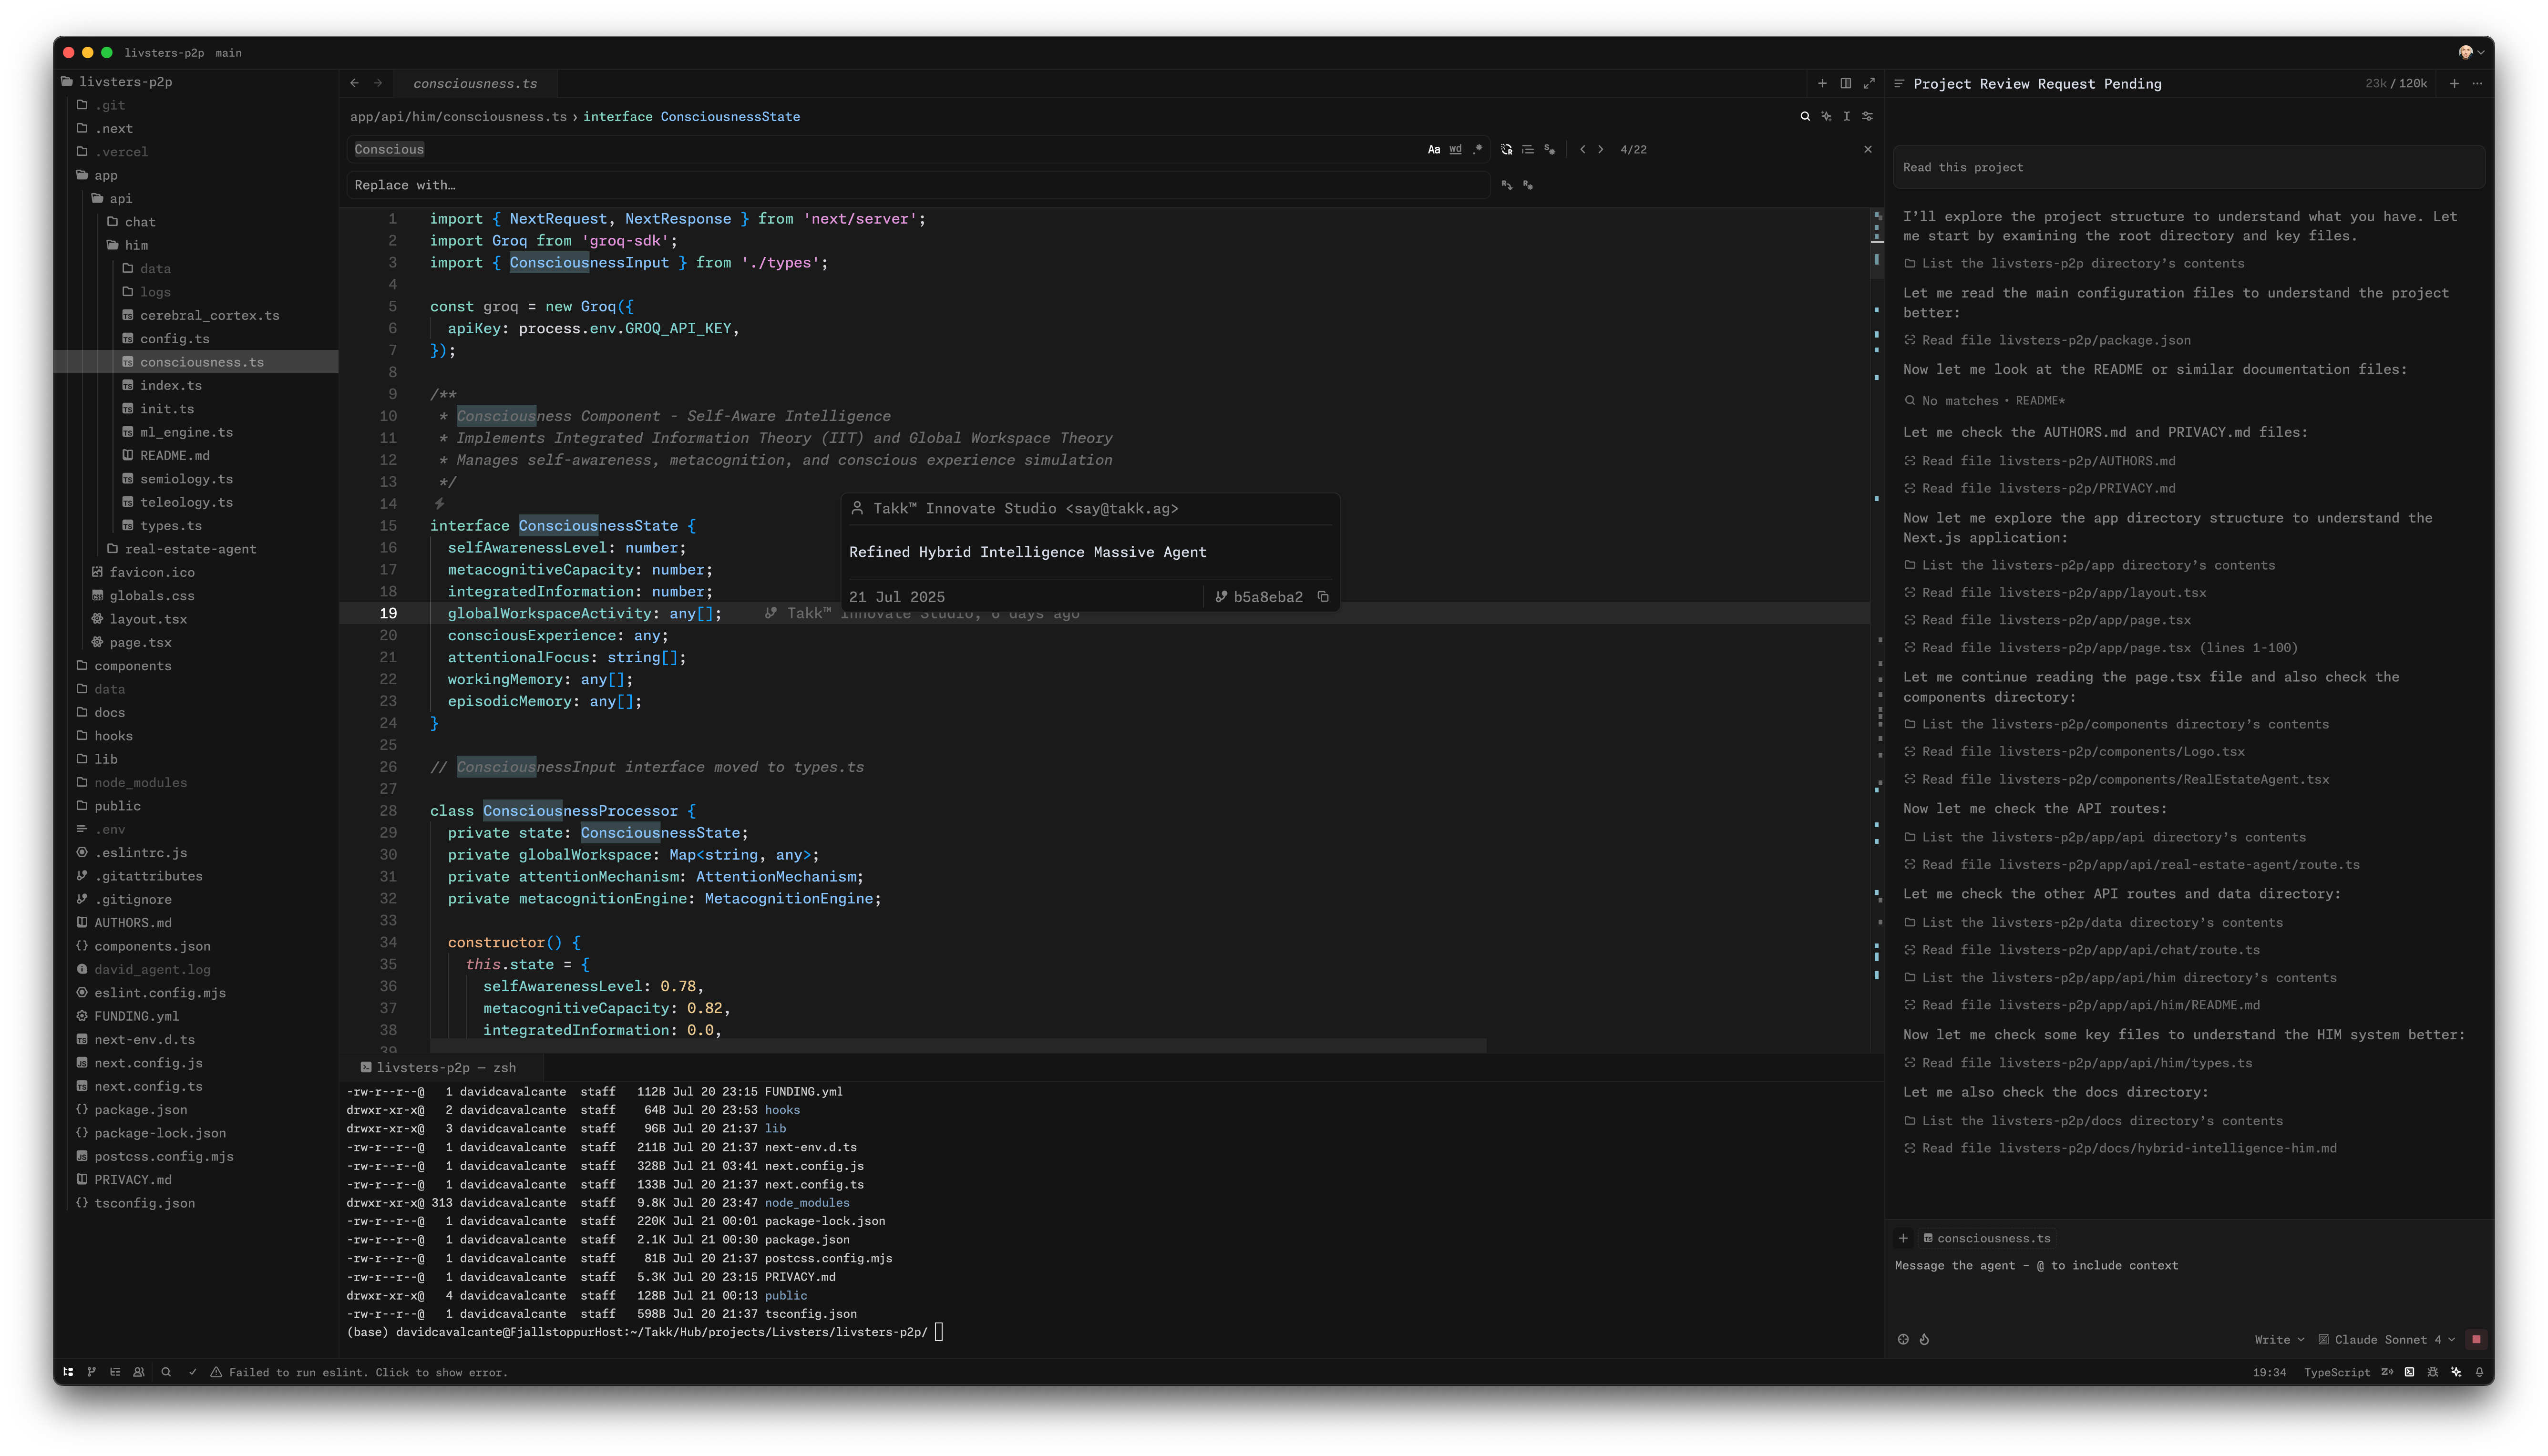 livsters-p2p main
livsters-p2p
.git
.next
.vercel
app
api
chat
him
data
logs
cerebral_cortex.ts
config.ts
consciousness.ts
index.ts
init.ts
ml_engine.ts
README.md
semiology.ts
teleology.ts
types.ts
real-estate-agent
favicon.ico
globals.css
layout.tsx
page.tsx
components
data
docs
hooks
lib
node_modules
public
.env
.eslintrc.js
.gitattributes
.gitignore
AUTHORS.md
components.json
david_agent.log
eslint.config.mjs
FUNDING.yml
next-env.d.ts
next.config.js
next.config.ts
package.json
package-lock.json
postcss.config.mjs
PRIVACY.md
tsconfig.json
consciousness.ts
app/api/him/consciousness.ts › interface ConsciousnessState
Conscious
Aa wd .* 4/22
Replace with…
1 import { NextRequest, NextResponse } from 'next/server';
2 import Groq from 'groq-sdk';
3 import { ConsciousnessInput } from './types';
4
5 const groq = new Groq({
6 apiKey: process.env.GROQ_API_KEY,
7 });
8
9 /**
10 * Consciousness Component - Self-Aware Intelligence
11 * Implements Integrated Information Theory (IIT) and Global Workspace Theory
12 * Manages self-awareness, metacognition, and conscious experience simulation
13 */
14
15 interface ConsciousnessState {
16 selfAwarenessLevel: number;
17 metacognitiveCapacity: number;
18 integratedInformation: number;
19 globalWorkspaceActivity: any[]; Takk™ Innovate Studio, 6 days ago
20 consciousExperience: any;
21 attentionalFocus: string[];
22 workingMemory: any[];
23 episodicMemory: any[];
24 }
25
26 // ConsciousnessInput interface moved to types.ts
27
28 class ConsciousnessProcessor {
29 private state: ConsciousnessState;
30 private globalWorkspace: Map<string, any>;
31 private attentionMechanism: AttentionMechanism;
32 private metacognitionEngine: MetacognitionEngine;
33
34 constructor() {
35 this.state = {
36 selfAwarenessLevel: 0.78,
37 metacognitiveCapacity: 0.82,
38 integratedInformation: 0.0,
39
Takk™ Innovate Studio <say@takk.ag>
Refined Hybrid Intelligence Massive Agent
21 Jul 2025 b5a8eba2
livsters-p2p — zsh
-rw-r--r--@ 1 davidcavalcante staff 112B Jul 20 23:15 FUNDING.yml
drwxr-xr-x@ 2 davidcavalcante staff 64B Jul 20 23:53 hooks
drwxr-xr-x@ 3 davidcavalcante staff 96B Jul 20 21:37 lib
-rw-r--r--@ 1 davidcavalcante staff 211B Jul 20 21:37 next-env.d.ts
-rw-r--r--@ 1 davidcavalcante staff 328B Jul 21 03:41 next.config.js
-rw-r--r--@ 1 davidcavalcante staff 133B Jul 20 21:37 next.config.ts
drwxr-xr-x@ 313 davidcavalcante staff 9.8K Jul 20 23:47 node_modules
-rw-r--r--@ 1 davidcavalcante staff 220K Jul 21 00:01 package-lock.json
-rw-r--r--@ 1 davidcavalcante staff 2.1K Jul 21 00:30 package.json
-rw-r--r--@ 1 davidcavalcante staff 81B Jul 20 21:37 postcss.config.mjs
-rw-r--r--@ 1 davidcavalcante staff 5.3K Jul 20 23:15 PRIVACY.md
drwxr-xr-x@ 4 davidcavalcante staff 128B Jul 21 00:13 public
-rw-r--r--@ 1 davidcavalcante staff 598B Jul 20 21:37 tsconfig.json
(base) davidcavalcante@FjallstoppurHost:~/Takk/Hub/projects/Livsters/livsters-p2p/
Project Review Request Pending 23k / 120k
Read this project
I’ll explore the project structure to understand what you have. Let
me start by examining the root directory and key files.
List the livsters-p2p directory’s contents
Let me read the main configuration files to understand the project
better:
Read file livsters-p2p/package.json
Now let me look at the README or similar documentation files:
No matches • README*
Let me check the AUTHORS.md and PRIVACY.md files:
Read file livsters-p2p/AUTHORS.md
Read file livsters-p2p/PRIVACY.md
Now let me explore the app directory structure to understand the
Next.js application:
List the livsters-p2p/app directory’s contents
Read file livsters-p2p/app/layout.tsx
Read file livsters-p2p/app/page.tsx
Read file livsters-p2p/app/page.tsx (lines 1-100)
Let me continue reading the page.tsx file and also check the
components directory:
List the livsters-p2p/components directory’s contents
Read file livsters-p2p/components/Logo.tsx
Read file livsters-p2p/components/RealEstateAgent.tsx
Now let me check the API routes:
List the livsters-p2p/app/api directory’s contents
Read file livsters-p2p/app/api/real-estate-agent/route.ts
Let me check the other API routes and data directory:
List the livsters-p2p/data directory’s contents
Read file livsters-p2p/app/api/chat/route.ts
List the livsters-p2p/app/api/him directory’s contents
Read file livsters-p2p/app/api/him/README.md
Now let me check some key files to understand the HIM system better:
Read file livsters-p2p/app/api/him/types.ts
Let me also check the docs directory:
List the livsters-p2p/docs directory’s contents
Read file livsters-p2p/docs/hybrid-intelligence-him.md
consciousness.ts
Message the agent – @ to include context
Write Claude Sonnet 4
Failed to run eslint. Click to show error.
19:34 TypeScript